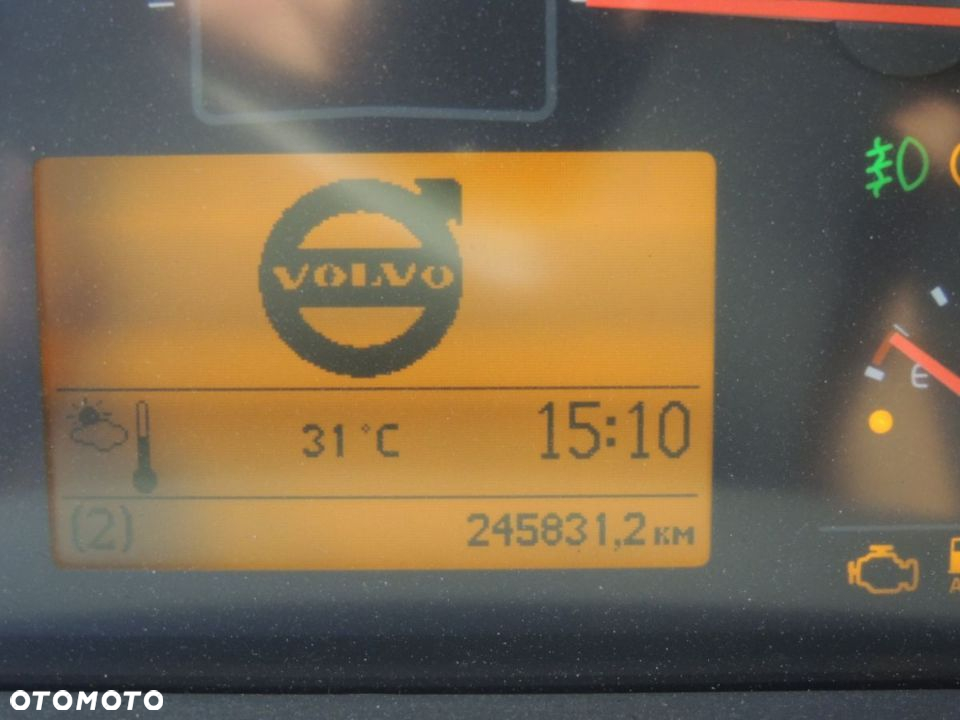 VOLVO
31 °C
15:10
(2)
245831,2 км
E
OTOMOTO